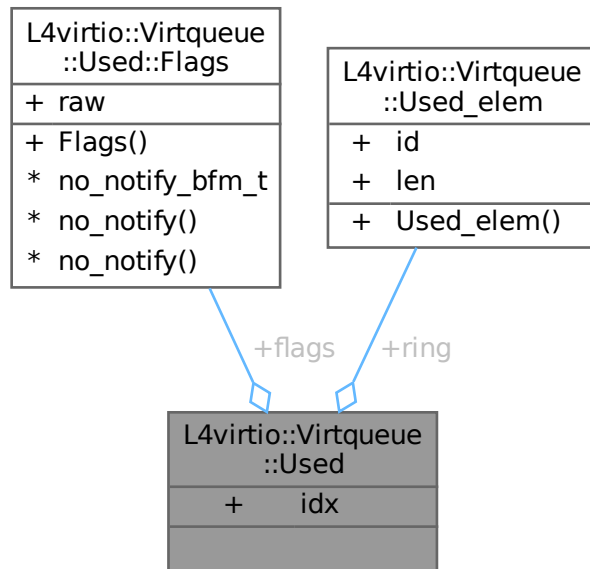 L4virtio::Virtqueue
::Used::Flags
+ raw
+ Flags()
* no_notify_bfm_t
* no_notify()
* no_notify()
L4virtio::Virtqueue
::Used_elem
+ id
+ len
+ Used_elem()
+flags
+ring
L4virtio::Virtqueue
::Used
+ idx